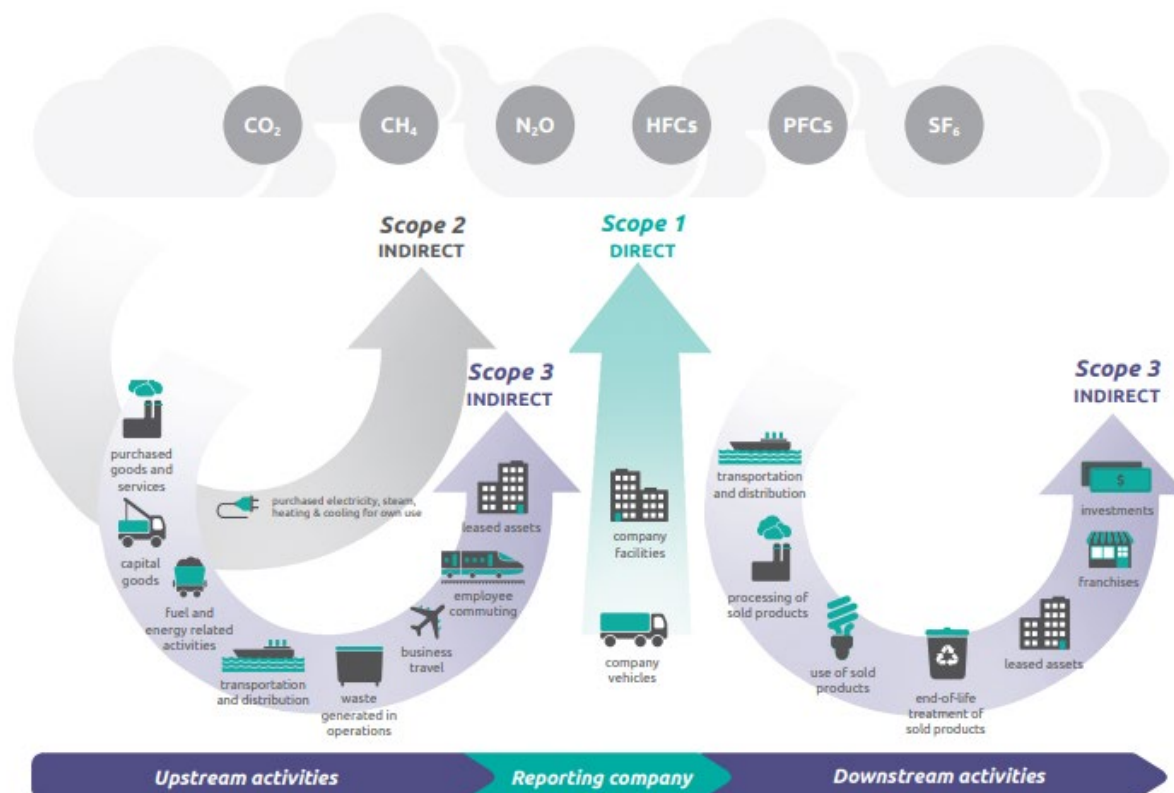 CO₂
CH₄
N₂O
HFCs
PFCs
SF₆
Scope 2
INDIRECT
Scope 1
DIRECT
Scope 3
INDIRECT
Scope 3
INDIRECT
purchased
goods and
services
capital
goods
fuel and
energy related
activities
purchased electricity, steam,
heating & cooling for own use
transportation
and distribution
waste
generated in
operations
business
travel
employee
commuting
leased assets
company
facilities
company
vehicles
transportation
and distribution
processing of
sold products
use of sold
products
end-of-life
treatment of
sold products
leased assets
franchises
$
investments
Upstream activities
Reporting company
Downstream activities